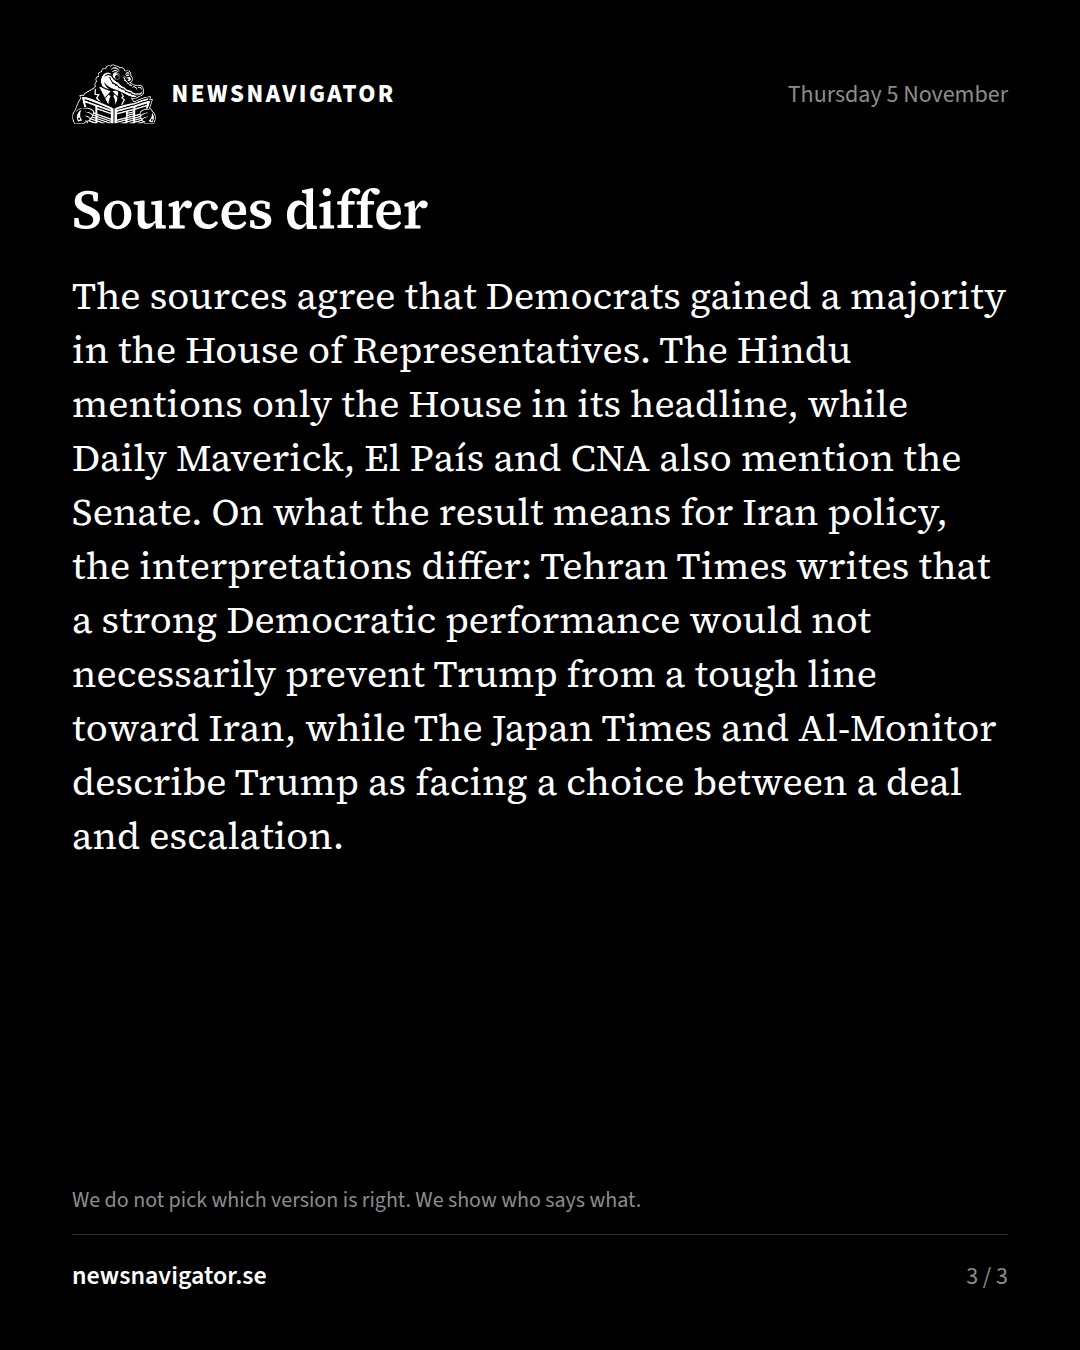 NEWSNAVIGATOR
Thursday 5 November
Sources differ
The sources agree that Democrats gained a majority
in the House of Representatives. The Hindu
mentions only the House in its headline, while
Daily Maverick, El País and CNA also mention the
Senate. On what the result means for Iran policy,
the interpretations differ: Tehran Times writes that
a strong Democratic performance would not
necessarily prevent Trump from a tough line
toward Iran, while The Japan Times and Al-Monitor
describe Trump as facing a choice between a deal
and escalation.
We do not pick which version is right. We show who says what.
newsnavigator.se
3 / 3